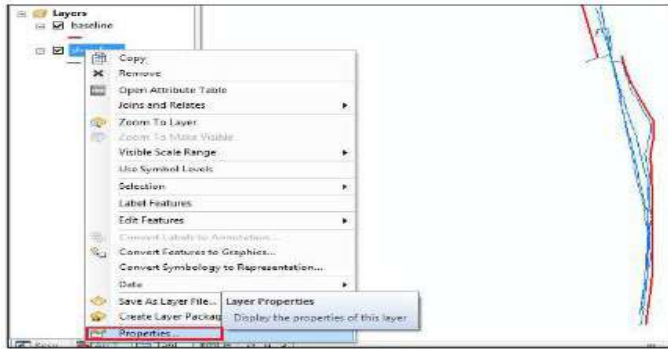 Layers
baseline
Copy
Remove
Open Attribute Table
Joins and Relates
Zoom To Layer
Zoom To Make Visible
Visible Scale Range
Use Symbol Levels
Selection
Label Features
Edit Features
Convert Labels to Annotation...
Convert Features to Graphics...
Convert Symbology to Representation...
Data
Save As Layer File...
Layer Properties
Create Layer Packag
Display the properties of this layer
Properties...